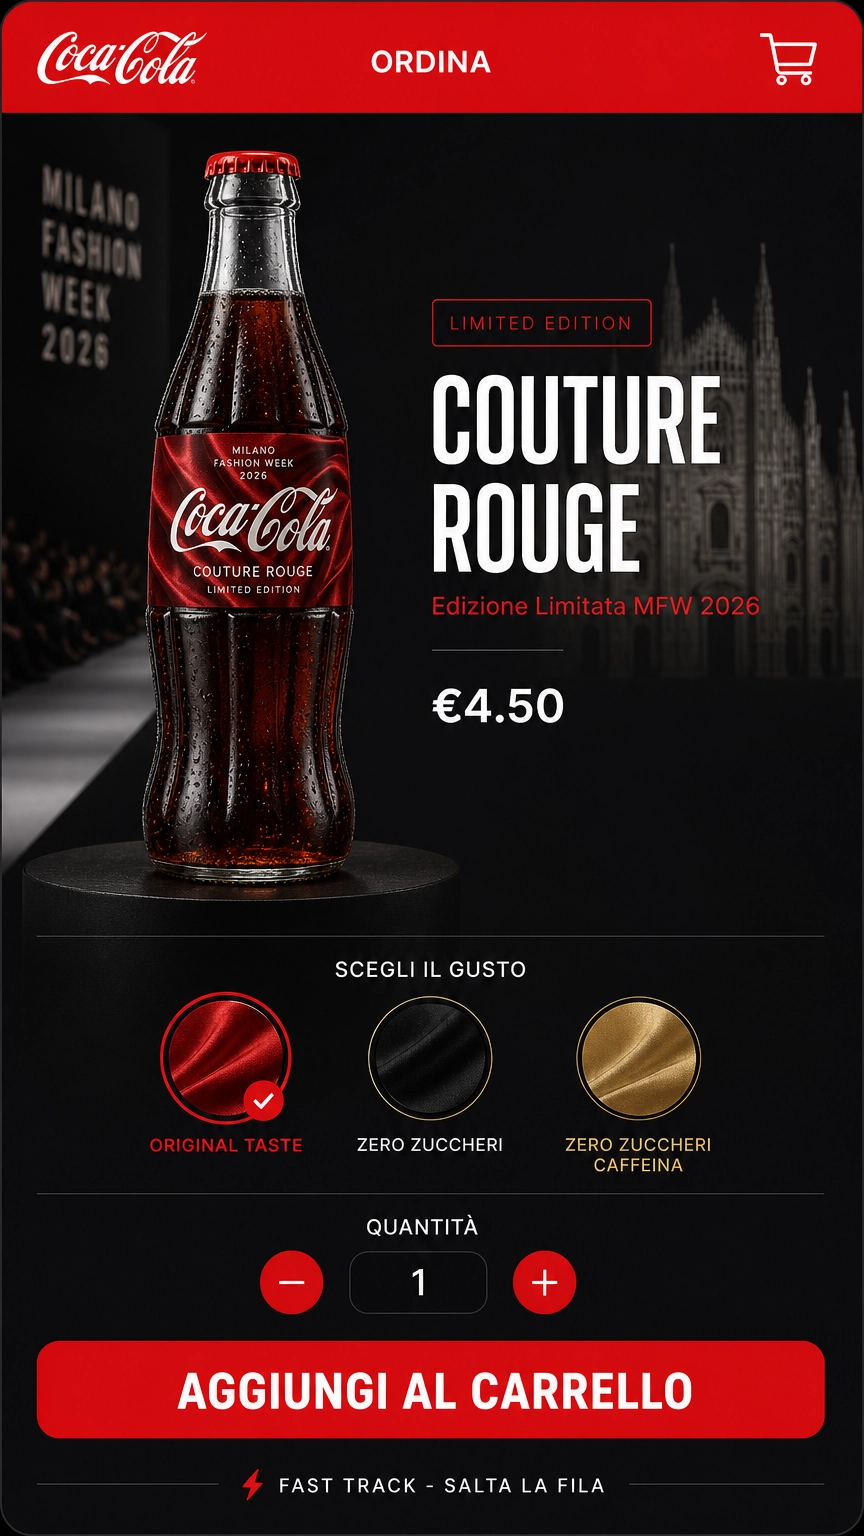 Coca-Cola
ORDINA
MILANO
FASHION
WEEK
2026
MILANO
FASHION WEEK
2026
Coca-Cola
COUTURE ROUGE
LIMITED EDITION
LIMITED EDITION
COUTURE
ROUGE
Edizione Limitata MFW 2026
€4.50
SCEGLI IL GUSTO
ORIGINAL TASTE
ZERO ZUCCHERI
ZERO ZUCCHERI
CAFFEINA
QUANTITÀ
1
AGGIUNGI AL CARRELLO
FAST TRACK - SALTA LA FILA